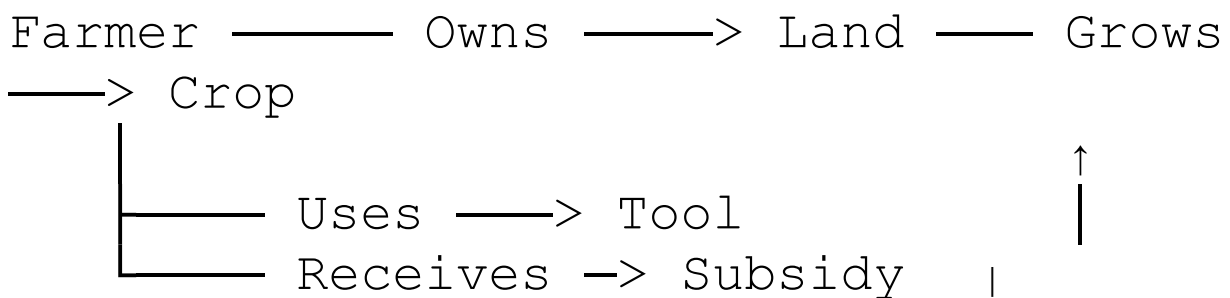 Farmer ───── Owns ────> Land ─── Grows
───> Crop
↑
├──── Uses ───> Tool │
└──── Receives ─> Subsidy │